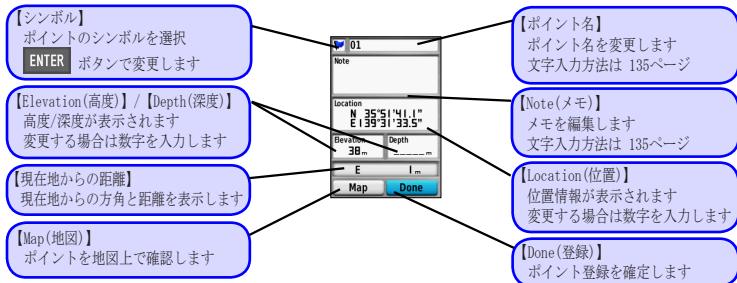 【シンボル】
ポイントのシンボルを選択
ENTER ボタンで変更します
【Elevation(高度)】/【Depth(深度)】
高度/深度が表示されます
変更する場合は数字を入力します
【現在地からの距離】
現在地からの方角と距離を表示します
【Map(地図)】
ポイントを地図上で確認します
01
Note
Location
N 35°51'41.1"
E139°31'33.5"
Elevation Depth
38m _____m
E 1m
Map Done
【ポイント名】
ポイント名を変更します
文字入力方法は 135ページ
【Note(メモ)】
メモを編集します
文字入力方法は 135ページ
【Location(位置)】
位置情報が表示されます
変更する場合は数字を入力します
【Done(登録)】
ポイント登録を確定します